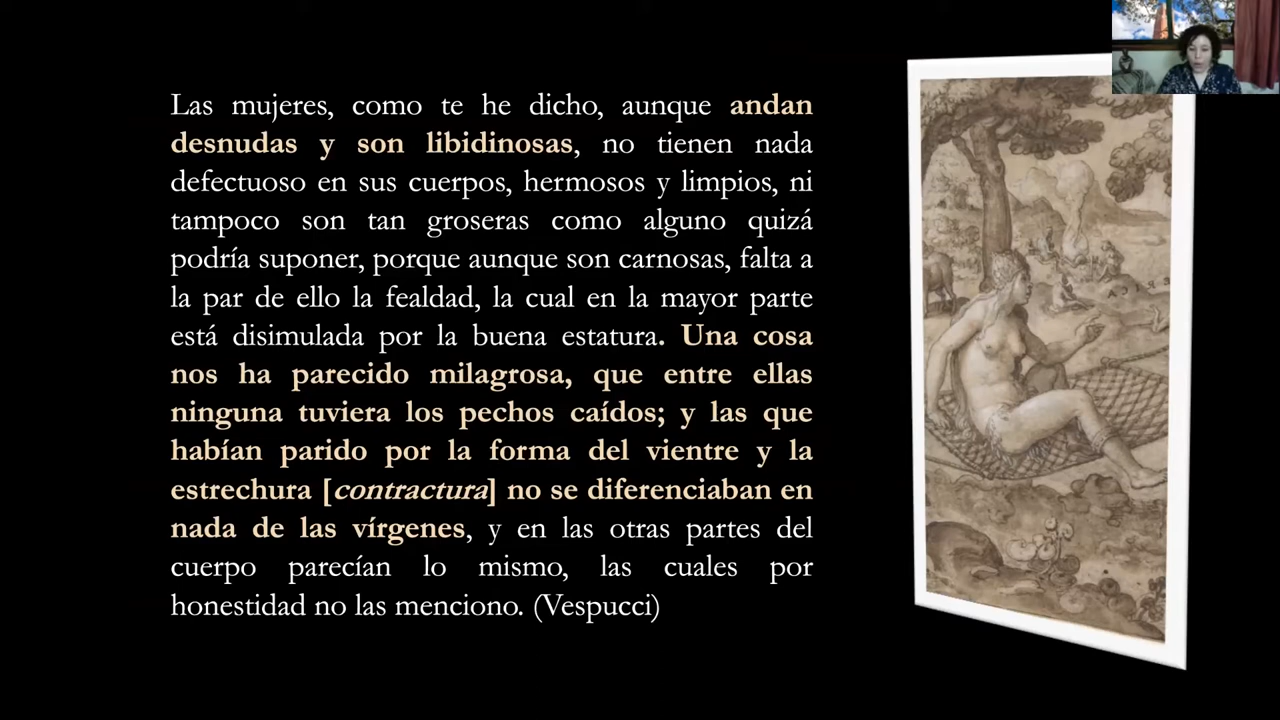 Las mujeres, como te he dicho, aunque andan
desnudas y son libidinosas, no tienen nada
defectuoso en sus cuerpos, hermosos y limpios, ni
tampoco son tan groseras como alguno quizá
podría suponer, porque aunque son carnosas, falta a
la par de ello la fealdad, la cual en la mayor parte
está disimulada por la buena estatura. Una cosa
nos ha parecido milagrosa, que entre ellas
ninguna tuviera los pechos caídos; y las que
habían parido por la forma del vientre y la
estrechura [contractura] no se diferenciaban en
nada de las vírgenes, y en las otras partes del
cuerpo parecían lo mismo, las cuales por
honestidad no las menciono. (Vespucci)